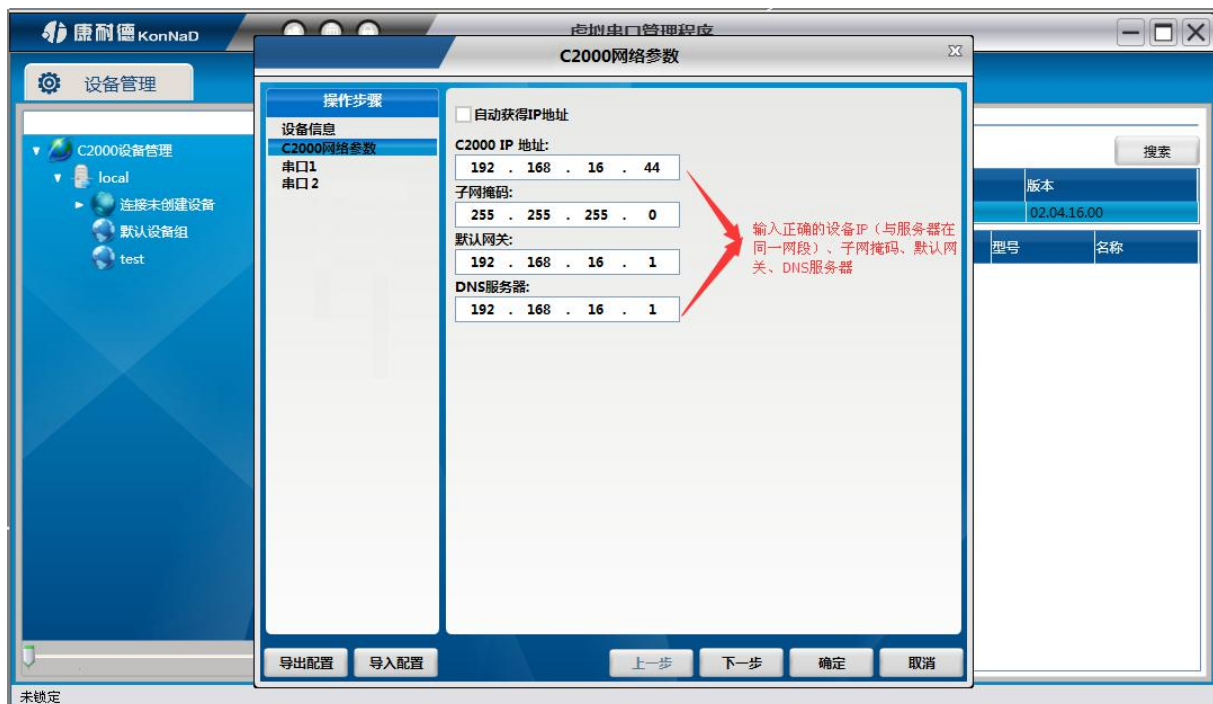 康耐德 KonNaD
虚拟串口管理程序
C2000网络参数
设备管理
操作步骤
设备信息
C2000网络参数
串口1
串口2
C2000设备管理
local
连接未创建设备
默认设备组
test
自动获得IP地址
C2000 IP 地址:
192 . 168 . 16 . 44
子网掩码:
255 . 255 . 255 . 0
默认网关:
192 . 168 . 16 . 1
DNS服务器:
192 . 168 . 16 . 1
输入正确的设备IP（与服务器在
同一网段）、子网掩码、默认网
关、DNS服务器
搜索
版本
02.04.16.00
型号 名称
导出配置 导入配置 上一步 下一步 确定 取消
未锁定